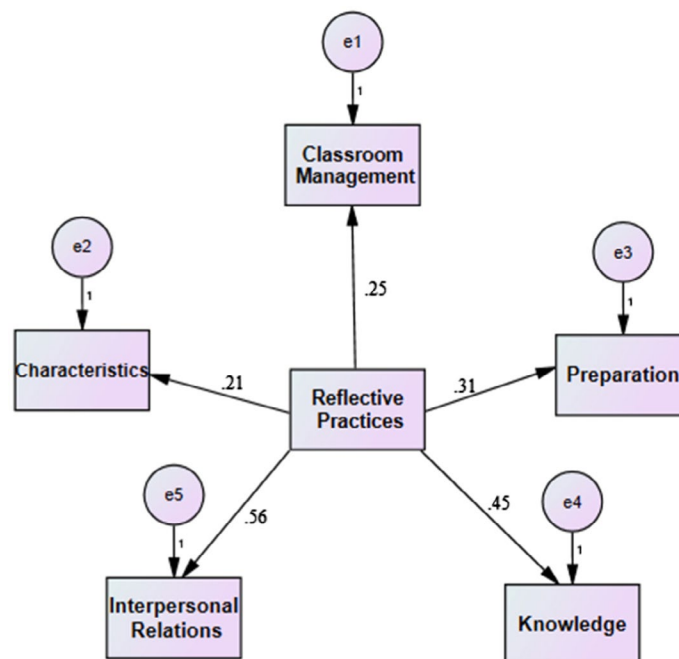 e1
1
Classroom
Management
e2
1
e3
1
.25
Characteristics
.21
Reflective
Practices
.31
Preparation
e5
1
.56
.45
e4
1
Interpersonal
Relations
Knowledge